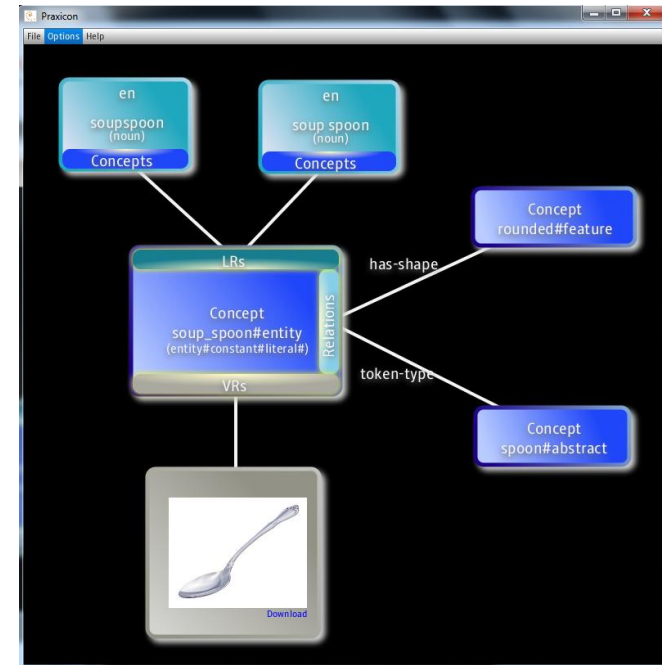 Praxicon
File Options Help
en
soupspoon
(noun)
Concepts
en
soup spoon
(noun)
Concepts
LRs
Concept
soup_spoon#entity
(entity#constant#literal#)
Relations
VRs
has-shape
Concept
rounded#feature
token-type
Concept
spoon#abstract
Download